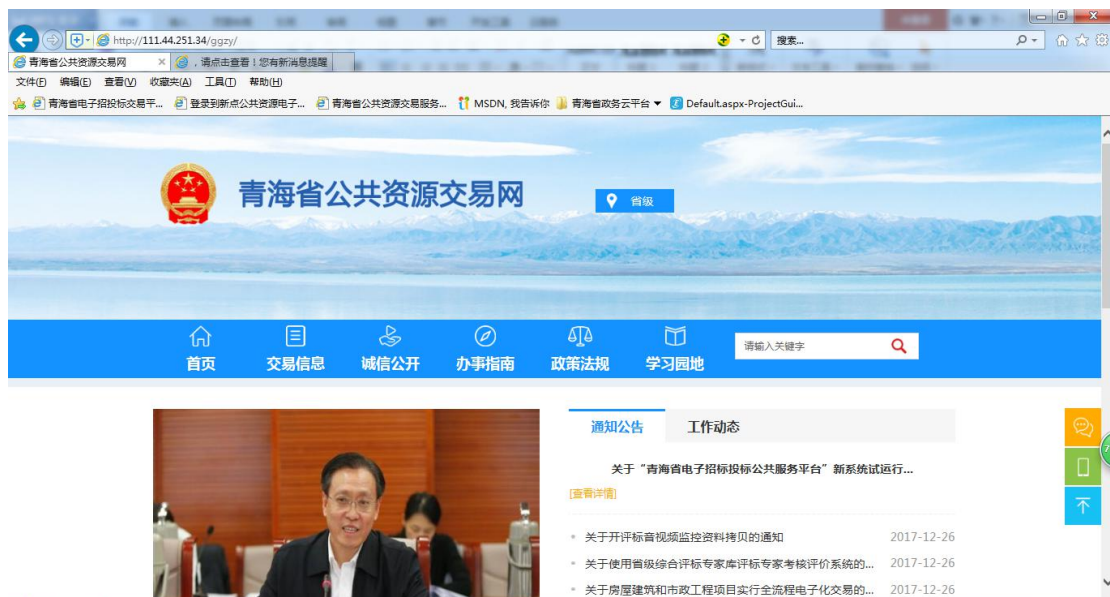 http://111.44.251.34/ggzy/
搜索...
青海省公共资源交易网
，请点击查看！您有新消息提醒
文件(F) 编辑(E) 查看(V) 收藏夹(A) 工具(T) 帮助(H)
青海省电子招投标交易平... 登录到新点公共资源电子... 青海省公共资源交易服务... MSDN, 我告诉你 青海省政务云平台 Default.aspx-ProjectGui...
青海省公共资源交易网
省级
首页 交易信息 诚信公开 办事指南 政策法规 学习园地
请输入关键字
通知公告 工作动态
关于“青海省电子招标投标公共服务平台”新系统试运行...
[查看详情]
关于开评标音视频监控资料拷贝的通知 2017-12-26
关于使用省级综合评标专家库评标专家考核评价系统的... 2017-12-26
关于房屋建筑和市政工程项目实行全流程电子化交易的... 2017-12-26